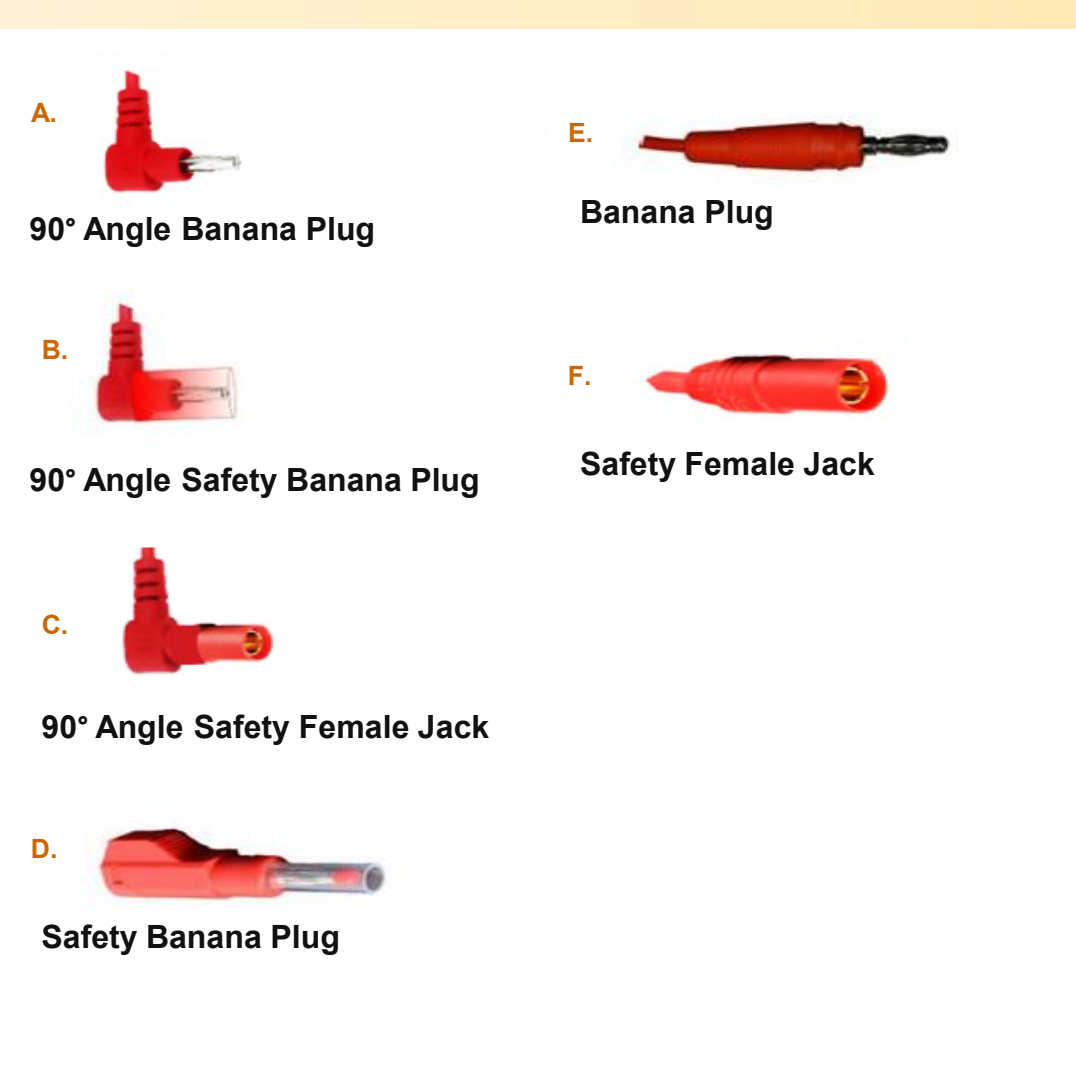 A.
90° Angle Banana Plug
B.
90° Angle Safety Banana Plug
C.
90° Angle Safety Female Jack
D.
Safety Banana Plug
E.
Banana Plug
F.
Safety Female Jack